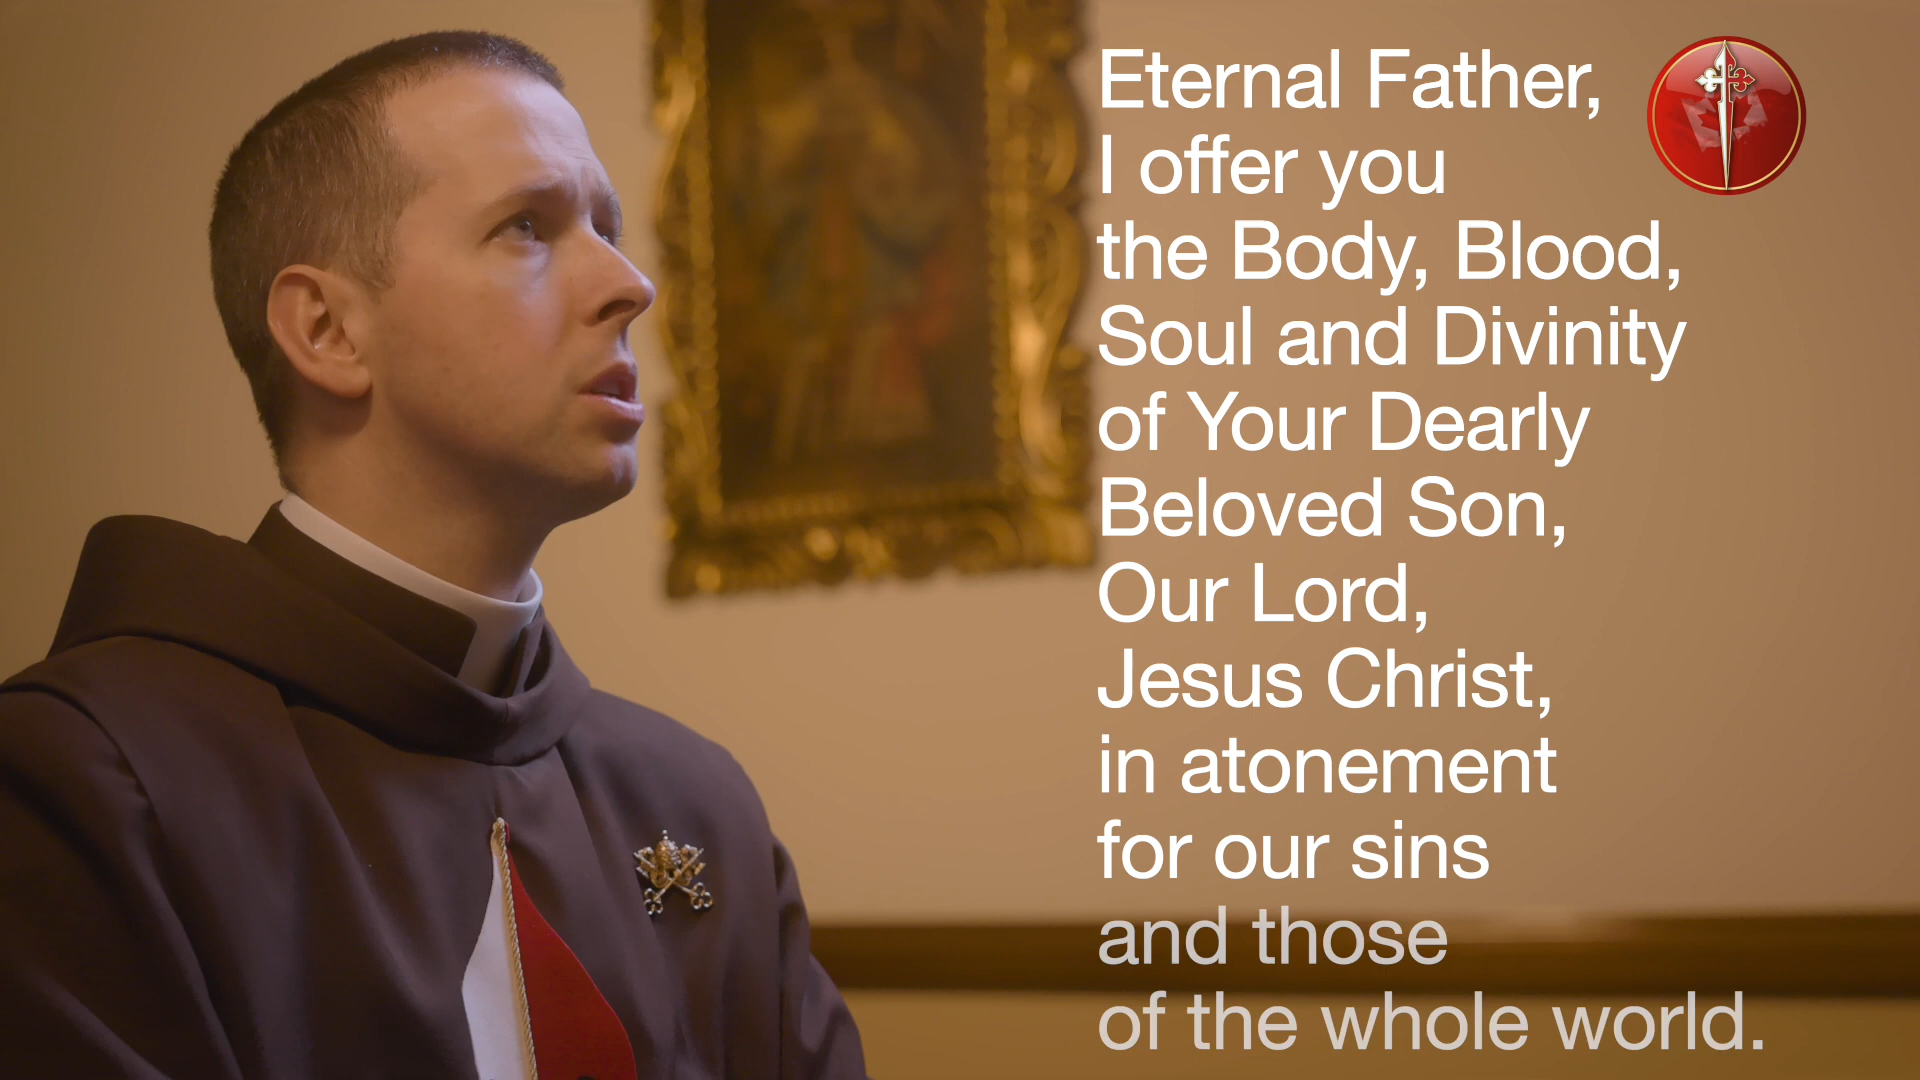 Eternal Father,
I offer you
the Body, Blood,
Soul and Divinity
of Your Dearly
Beloved Son,
Our Lord,
Jesus Christ,
in atonement
for our sins
and those
of the whole world.